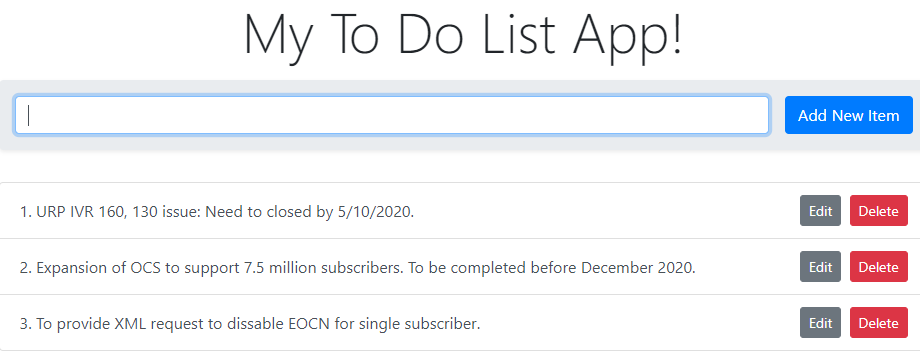 My To Do List App!
Add New Item
1. URP IVR 160, 130 issue: Need to closed by 5/10/2020. Edit Delete
2. Expansion of OCS to support 7.5 million subscribers. To be completed before December 2020. Edit Delete
3. To provide XML request to dissable EOCN for single subscriber. Edit Delete